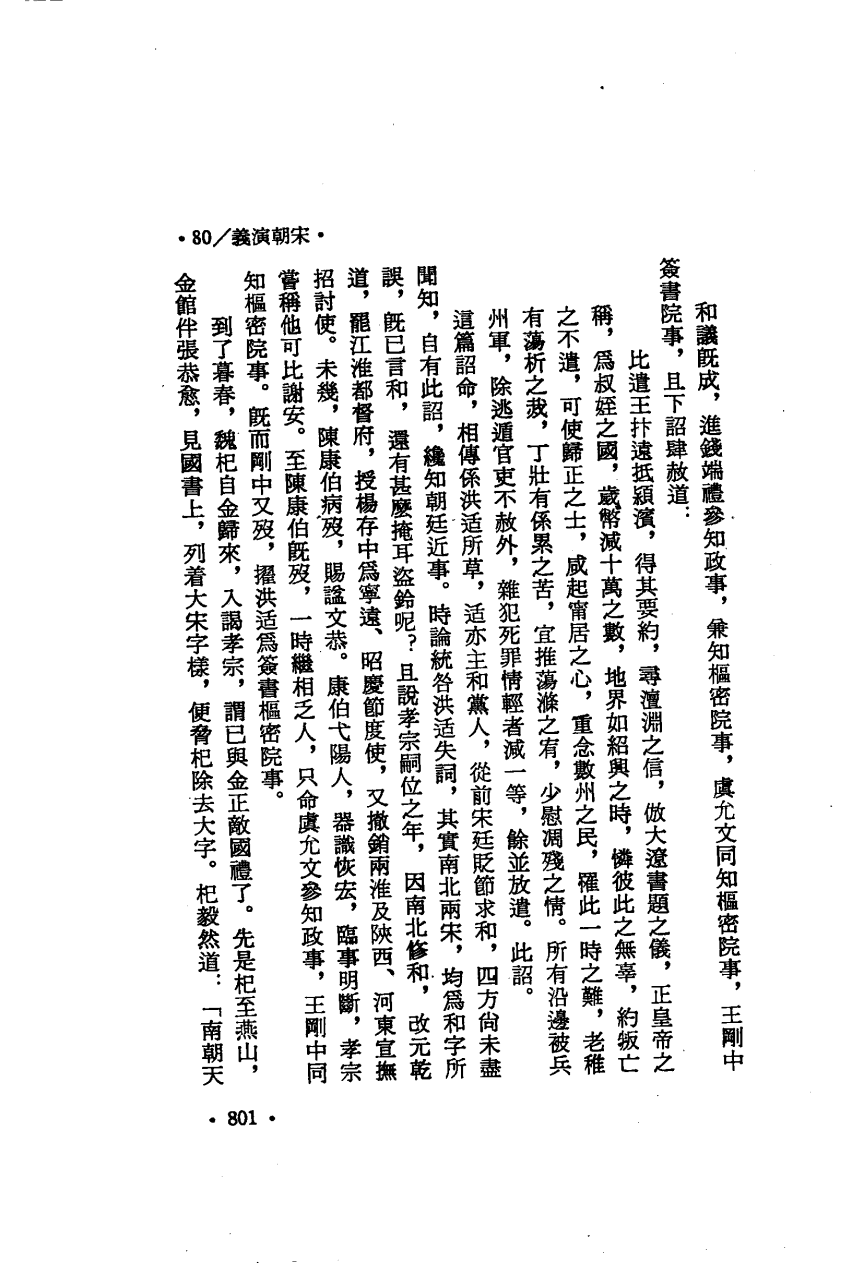 •宋朝演義／80•
和議既成，進錢端禮參知政事，兼知樞密院事，虞允文同知樞密院事，王剛中
簽書院事，且下詔肆赦道：
比遣王抃遠抵潁濱，得其要約，尋澶淵之信，倣大遼書題之儀，正皇帝之
稱，爲叔姪之國，歲幣減十萬之數，地界如紹興之時，憐彼此之無辜，約叛亡
之不遣，可使歸正之士，咸起甯居之心，重念數州之民，罹此一時之難，老稚
有蕩析之烖，丁壯有係累之苦，宜推蕩滌之宥，少慰凋殘之情。所有沿邊被兵
州軍，除逃遁官吏不赦外，雜犯死罪情輕者減一等，餘並放遣。此詔。
這篇詔命，相傳係洪适所草，适亦主和黨人，從前宋廷貶節求和，四方尙未盡
聞知，自有此詔，纔知朝廷近事。時論統咎洪适失詞，其實南北兩宋，均爲和字所
誤，既已言和，還有甚麽掩耳盜鈴呢？且說孝宗嗣位之年，因南北修和，改元乾
道，罷江淮都督府，授楊存中爲寧遠、昭慶節度使，又撤銷兩淮及陝西、河東宣撫
招討使。未幾，陳康伯病歿，賜諡文恭。康伯弋陽人，器識恢宏，臨事明斷，孝宗
嘗稱他可比謝安。至陳康伯既歿，一時繼相乏人，只命虞允文參知政事，王剛中同
知樞密院事。既而剛中又歿，擢洪适爲簽書樞密院事。
到了暮春，魏杞自金歸來，入謁孝宗，謂已與金正敵國禮了。先是杞至燕山，
金館伴張恭愈，見國書上，列着大宋字樣，便脅杞除去大字。杞毅然道：「南朝天
•801•